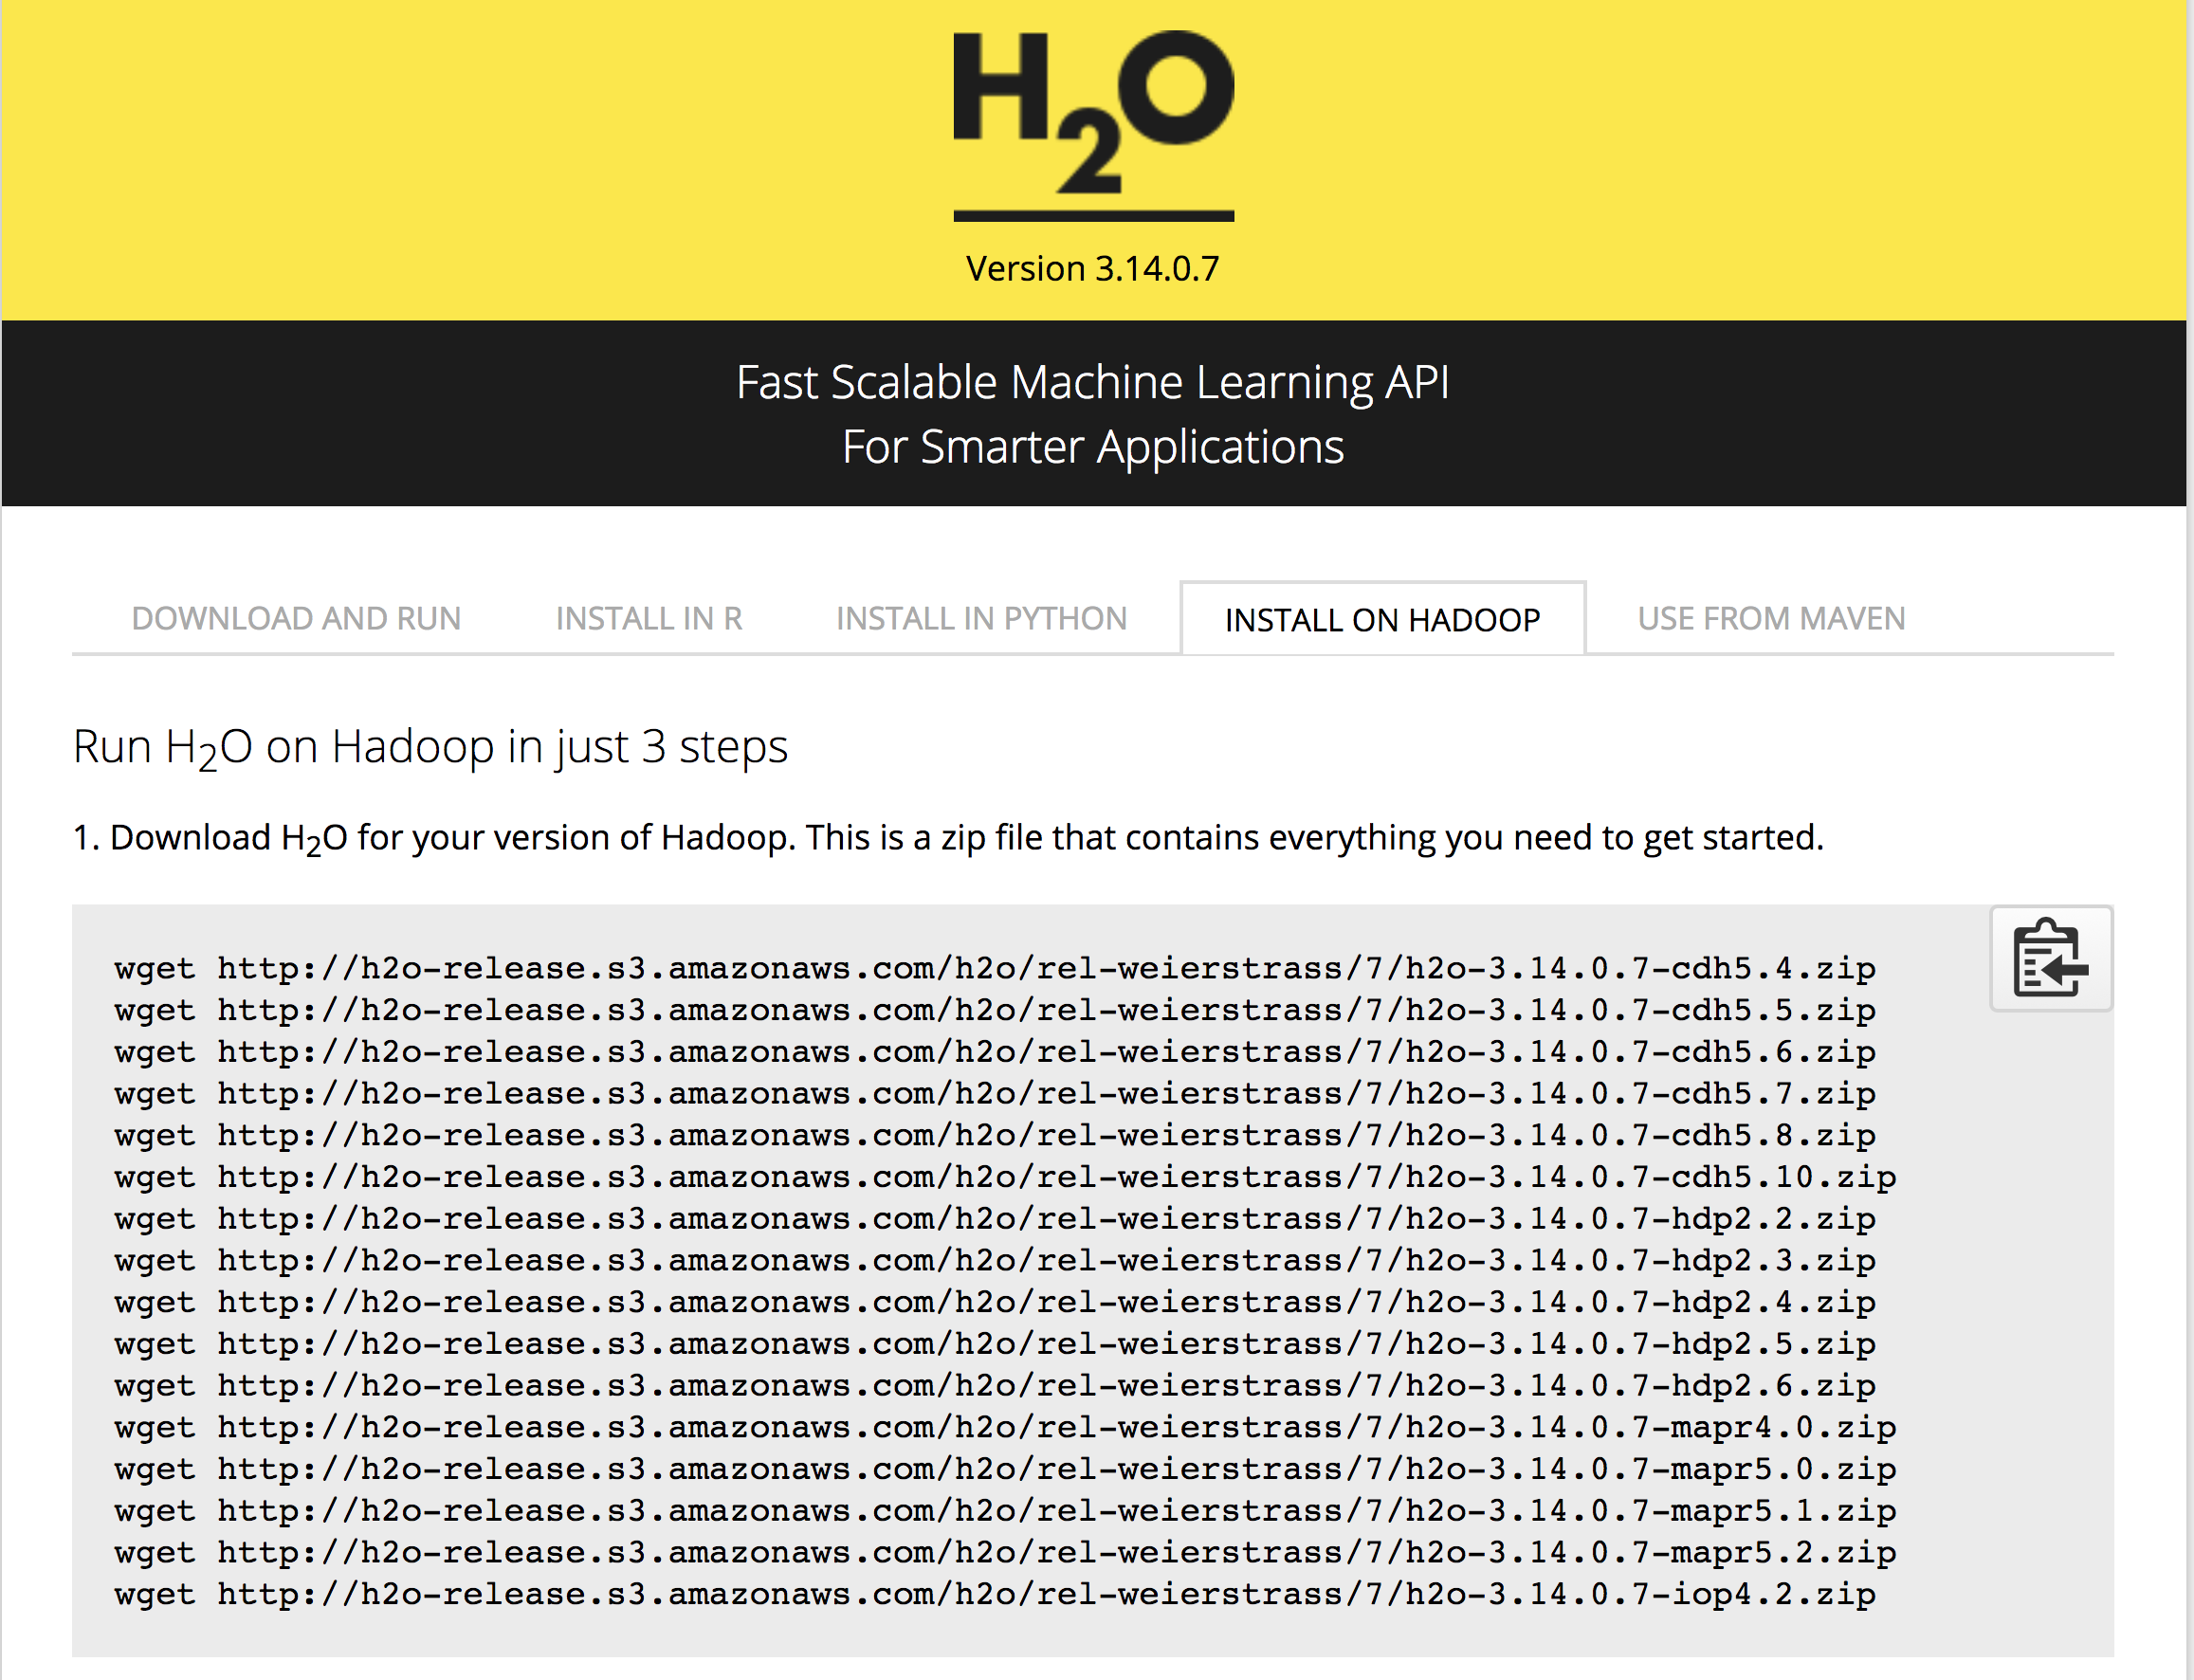 H2O
Version 3.14.0.7
Fast Scalable Machine Learning API
For Smarter Applications
DOWNLOAD AND RUN INSTALL IN R INSTALL IN PYTHON INSTALL ON HADOOP USE FROM MAVEN
Run H2O on Hadoop in just 3 steps
1. Download H2O for your version of Hadoop. This is a zip file that contains everything you need to get started.
wget http://h2o-release.s3.amazonaws.com/h2o/rel-weierstrass/7/h2o-3.14.0.7-cdh5.4.zip
wget http://h2o-release.s3.amazonaws.com/h2o/rel-weierstrass/7/h2o-3.14.0.7-cdh5.5.zip
wget http://h2o-release.s3.amazonaws.com/h2o/rel-weierstrass/7/h2o-3.14.0.7-cdh5.6.zip
wget http://h2o-release.s3.amazonaws.com/h2o/rel-weierstrass/7/h2o-3.14.0.7-cdh5.7.zip
wget http://h2o-release.s3.amazonaws.com/h2o/rel-weierstrass/7/h2o-3.14.0.7-cdh5.8.zip
wget http://h2o-release.s3.amazonaws.com/h2o/rel-weierstrass/7/h2o-3.14.0.7-cdh5.10.zip
wget http://h2o-release.s3.amazonaws.com/h2o/rel-weierstrass/7/h2o-3.14.0.7-hdp2.2.zip
wget http://h2o-release.s3.amazonaws.com/h2o/rel-weierstrass/7/h2o-3.14.0.7-hdp2.3.zip
wget http://h2o-release.s3.amazonaws.com/h2o/rel-weierstrass/7/h2o-3.14.0.7-hdp2.4.zip
wget http://h2o-release.s3.amazonaws.com/h2o/rel-weierstrass/7/h2o-3.14.0.7-hdp2.5.zip
wget http://h2o-release.s3.amazonaws.com/h2o/rel-weierstrass/7/h2o-3.14.0.7-hdp2.6.zip
wget http://h2o-release.s3.amazonaws.com/h2o/rel-weierstrass/7/h2o-3.14.0.7-mapr4.0.zip
wget http://h2o-release.s3.amazonaws.com/h2o/rel-weierstrass/7/h2o-3.14.0.7-mapr5.0.zip
wget http://h2o-release.s3.amazonaws.com/h2o/rel-weierstrass/7/h2o-3.14.0.7-mapr5.1.zip
wget http://h2o-release.s3.amazonaws.com/h2o/rel-weierstrass/7/h2o-3.14.0.7-mapr5.2.zip
wget http://h2o-release.s3.amazonaws.com/h2o/rel-weierstrass/7/h2o-3.14.0.7-iop4.2.zip